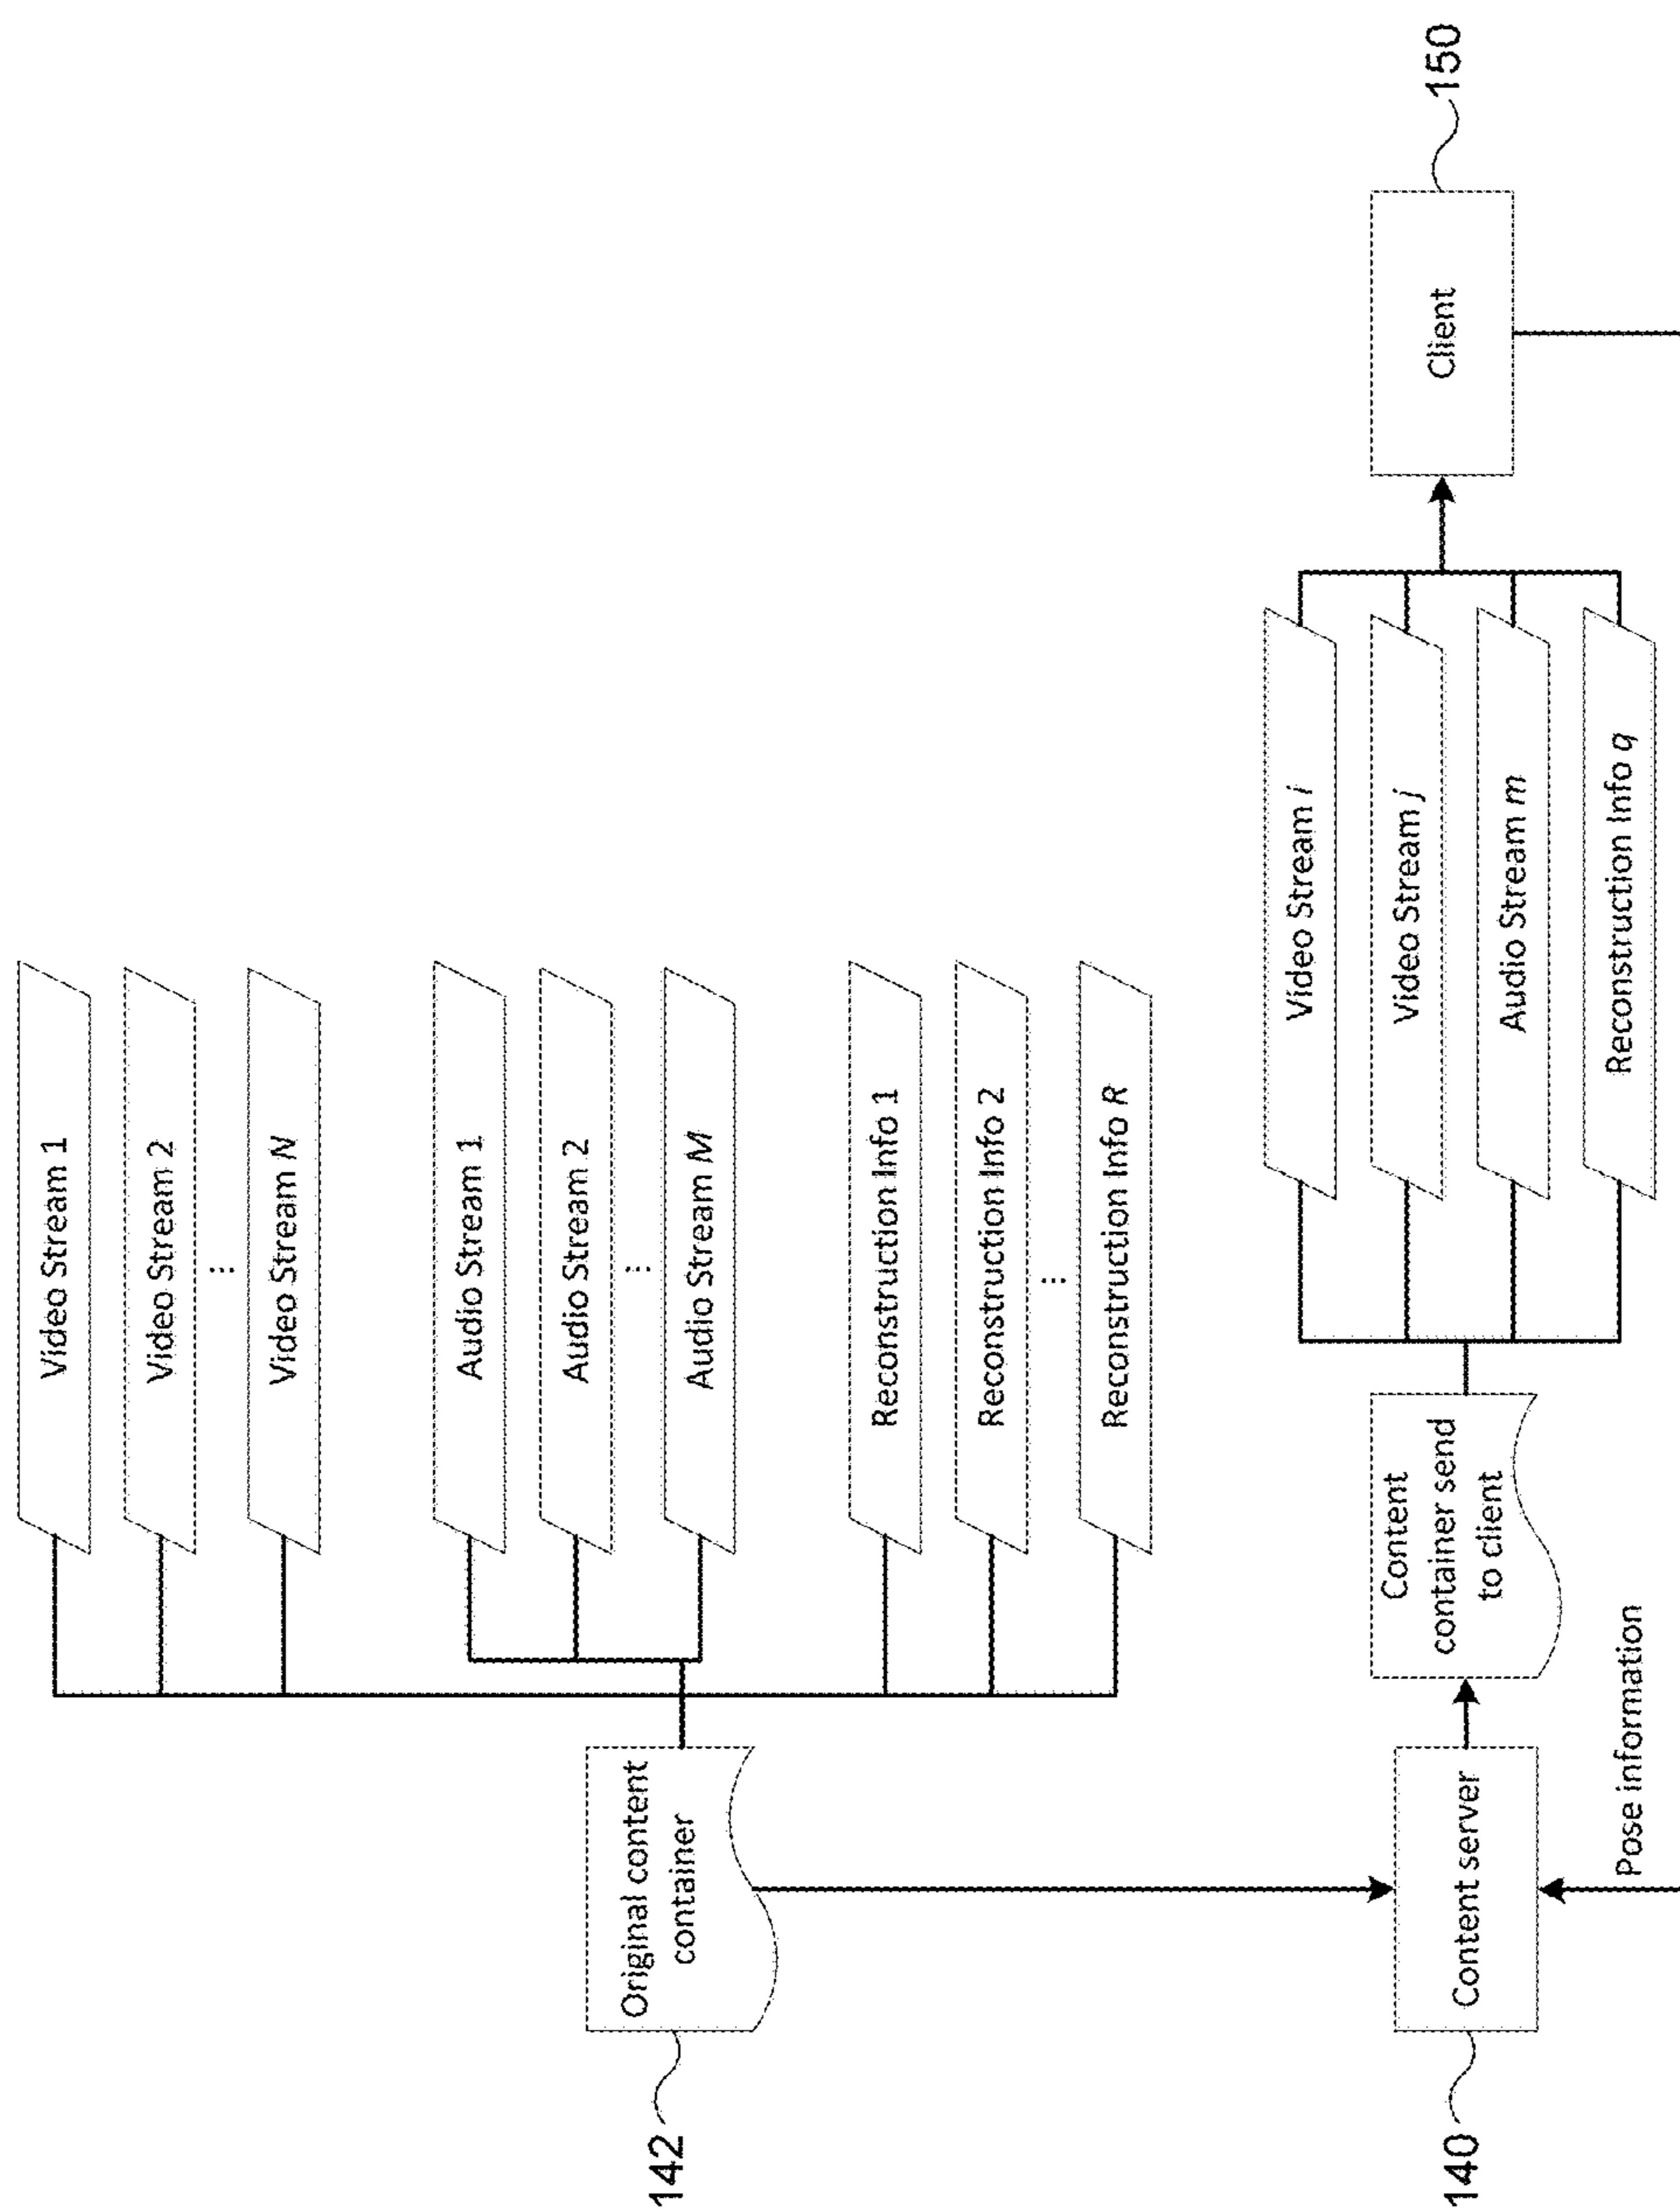 Video Stream 1
Video Stream 2
⋮
Video Stream N
Audio Stream 1
Audio Stream 2
⋮
Audio Stream M
Reconstruction Info 1
Reconstruction Info 2
⋮
Reconstruction Info R
142
Original content
container
140
Content server
Pose information
Content
container send
to client
Video Stream i
Video Stream j
Audio Stream m
Reconstruction Info q
Client
150